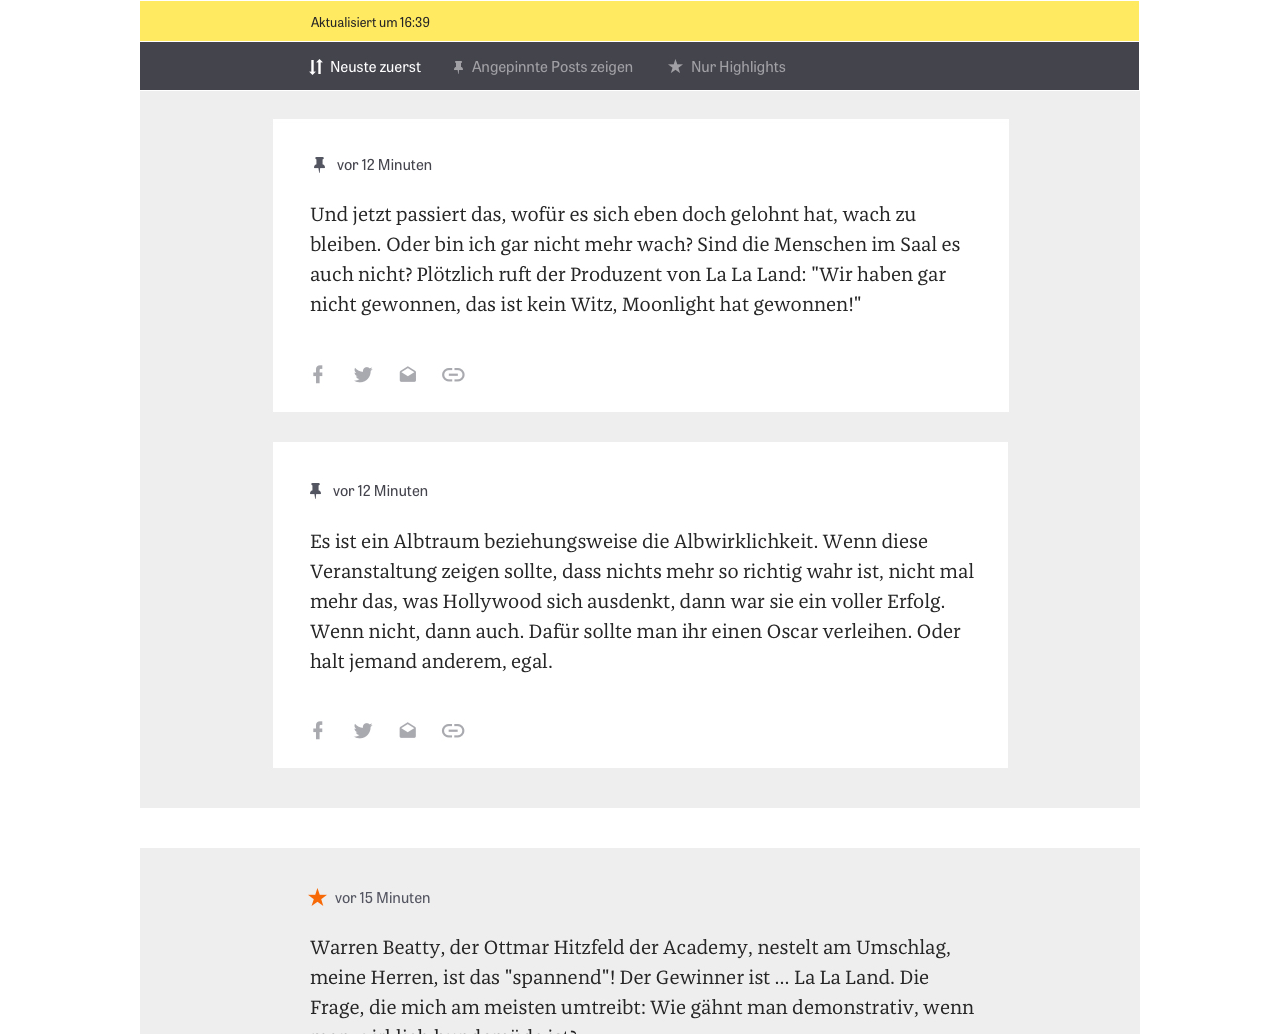 Aktualisiert um 16:39
Neuste zuerst Angepinnte Posts zeigen Nur Highlights
vor 12 Minuten
Und jetzt passiert das, wofür es sich eben doch gelohnt hat, wach zu
bleiben. Oder bin ich gar nicht mehr wach? Sind die Menschen im Saal es
auch nicht? Plötzlich ruft der Produzent von La La Land: "Wir haben gar
nicht gewonnen, das ist kein Witz, Moonlight hat gewonnen!"
vor 12 Minuten
Es ist ein Albtraum beziehungsweise die Albwirklichkeit. Wenn diese
Veranstaltung zeigen sollte, dass nichts mehr so richtig wahr ist, nicht mal
mehr das, was Hollywood sich ausdenkt, dann war sie ein voller Erfolg.
Wenn nicht, dann auch. Dafür sollte man ihr einen Oscar verleihen. Oder
halt jemand anderem, egal.
vor 15 Minuten
Warren Beatty, der Ottmar Hitzfeld der Academy, nestelt am Umschlag,
meine Herren, ist das "spannend"! Der Gewinner ist ... La La Land. Die
Frage, die mich am meisten umtreibt: Wie gähnt man demonstrativ, wenn